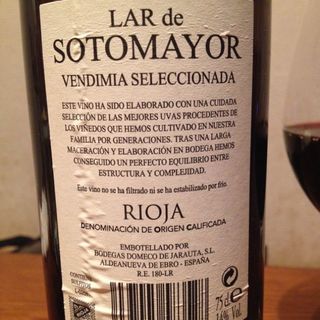 LAR de
SOTOMAYOR
VENDIMIA SELECCIONADA
ESTE VINO HA SIDO ELABORADO CON UNA CUIDADA
SELECCIÓN DE LAS MEJORES UVAS PROCEDENTES DE
LOS VIÑEDOS QUE HEMOS CULTIVADO EN NUESTRA
FAMILIA POR GENERACIONES. TRAS UNA LARGA
MACERACIÓN Y ELABORACIÓN EN BODEGA HEMOS
CONSEGUIDO UN PERFECTO EQUILIBRIO ENTRE
ESTRUCTURA Y COMPLEJIDAD.
Este vino no se ha filtrado ni se ha estabilizado por frío.
RIOJA
DENOMINACIÓN DE ORIGEN CALIFICADA
EMBOTELLADO POR
BODEGAS DOMECO DE JARAUTA, S.L.
ALDEANUEVA DE EBRO - ESPAÑA
R.E. 180-LR
CONTIENE
SULFITOS
75 cl e
14% Vol.